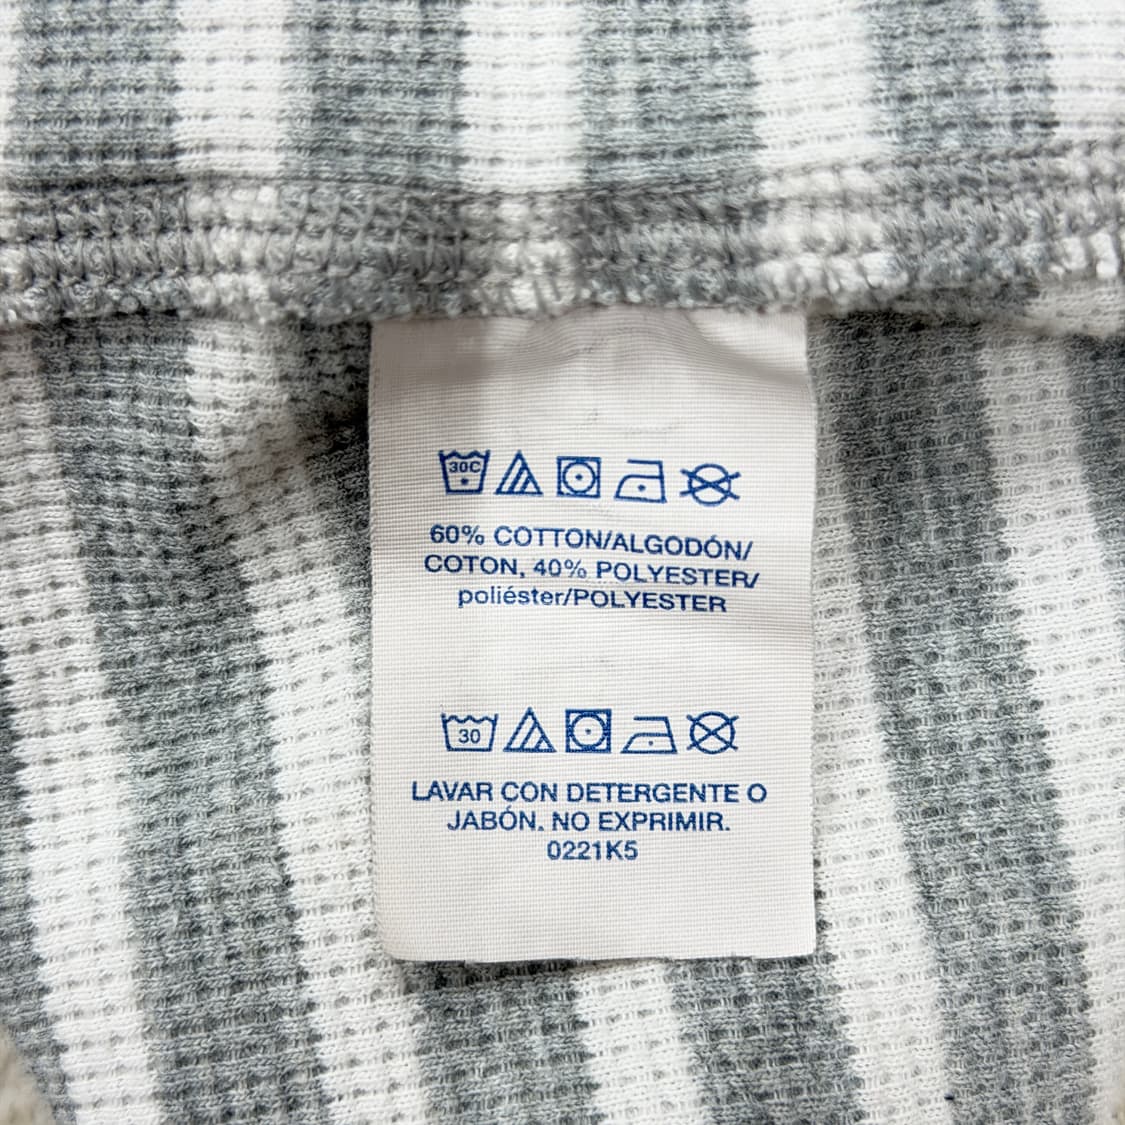 30C
60% COTTON/ALGODÓN/
COTON, 40% POLYESTER/
poliéster/POLYESTER
30
LAVAR CON DETERGENTE O
JABÓN. NO EXPRIMIR.
0221K5